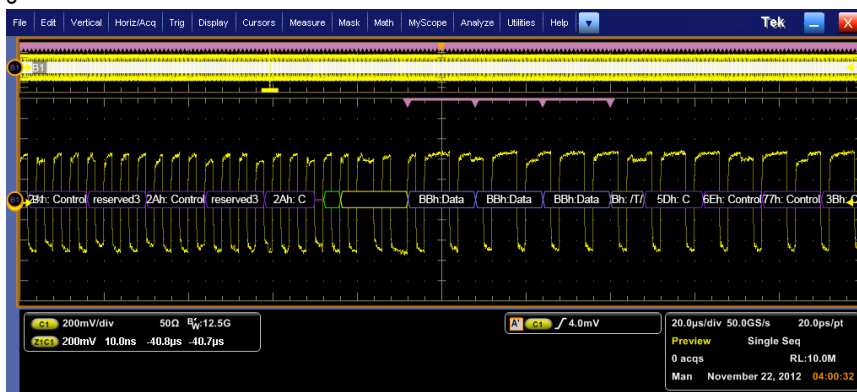 File Edit Vertical Horiz/Acq Trig Display Cursors Measure Mask Math MyScope Analyze Utilities Help Tek X
B1 B1
B1 Control reserved3 2Ah: Control reserved3 2Ah: C BBh:Data BBh:Data BBh:Data Bh: /T/ 5Dh: C 6Eh: Control 77h: Control 3Bh: C
C1 200mV/div 50Ω BW:12.5G
Z1C1 200mV 10.0ns -40.8µs -40.7µs
A' C1 4.0mV
20.0µs/div 50.0GS/s 20.0ps/pt
Preview Single Seq
0 acqs RL:10.0M
Man November 22, 2012 04:00:32